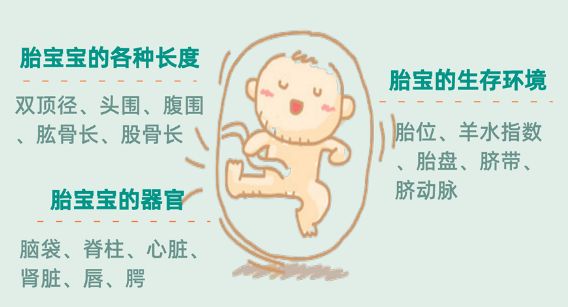 胎宝宝的各种长度
双顶径、头围、腹围
、肱骨长、股骨长
胎宝宝的器官
脑袋、脊柱、心脏、
肾脏、唇、腭
胎宝的生存环境
胎位、羊水指数
、胎盘、脐带、
脐动脉